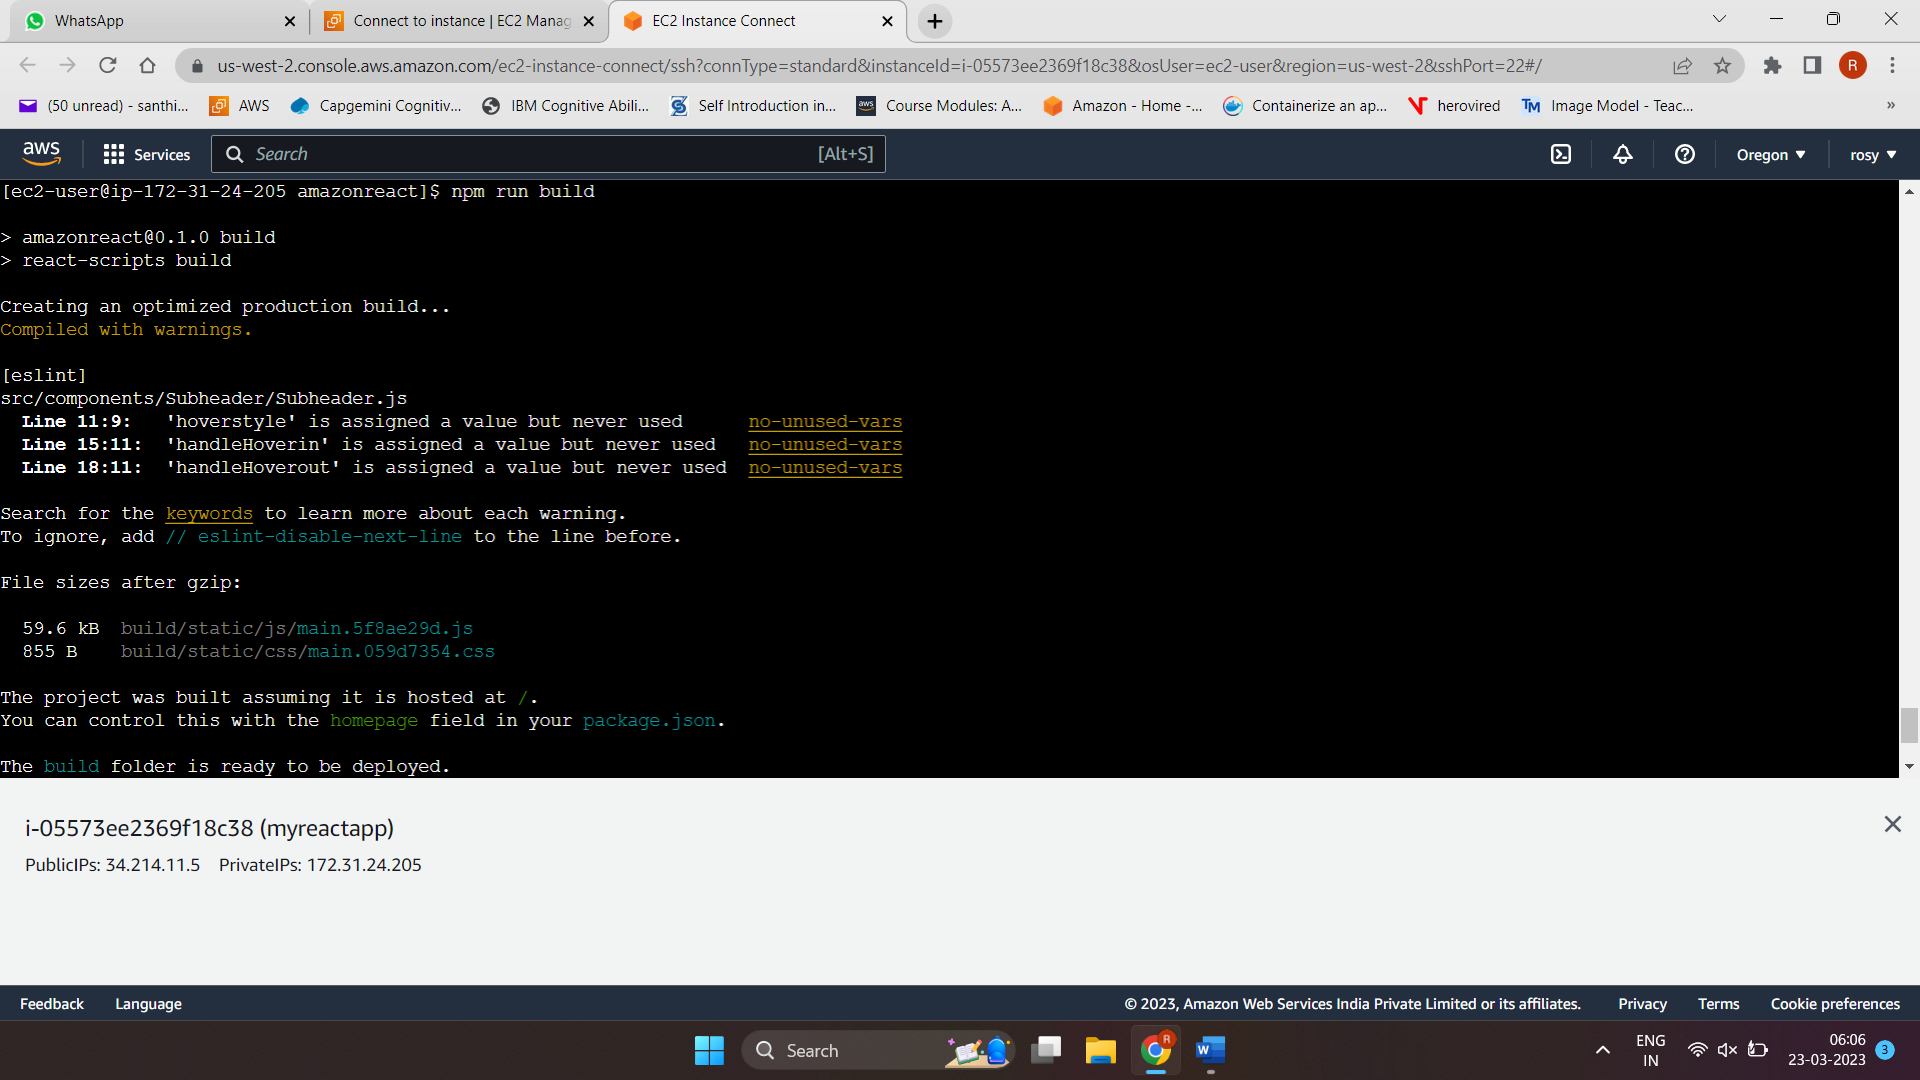 WhatsApp
Connect to instance | EC2 Manag
EC2 Instance Connect
us-west-2.console.aws.amazon.com/ec2-instance-connect/ssh?connType=standard&instanceId=i-05573ee2369f18c38&osUser=ec2-user&region=us-west-2&sshPort=22#/
R
(50 unread) - santhi...
AWS
Capgemini Cognitiv...
IBM Cognitive Abili...
Self Introduction in...
aws
Course Modules: A...
Amazon - Home -...
Containerize an ap...
herovired
TM
Image Model - Teac...
»
aws
Services
Search
[Alt+S]
Oregon
rosy
[ec2-user@ip-172-31-24-205 amazonreact]$ npm run build
> amazonreact@0.1.0 build
> react-scripts build
Creating an optimized production build...
Compiled with warnings.
[eslint]
src/components/Subheader/Subheader.js
Line 11:9: 'hoverstyle' is assigned a value but never used no-unused-vars
Line 15:11: 'handleHoverin' is assigned a value but never used no-unused-vars
Line 18:11: 'handleHoverout' is assigned a value but never used no-unused-vars
Search for the keywords to learn more about each warning.
To ignore, add // eslint-disable-next-line to the line before.
File sizes after gzip:
59.6 kB build/static/js/main.5f8ae29d.js
855 B build/static/css/main.059d7354.css
The project was built assuming it is hosted at /.
You can control this with the homepage field in your package.json.
The build folder is ready to be deployed.
i-05573ee2369f18c38 (myreactapp)
PublicIPs: 34.214.11.5 PrivateIPs: 172.31.24.205
Feedback
Language
© 2023, Amazon Web Services India Private Limited or its affiliates.
Privacy
Terms
Cookie preferences
Search
R
W
ENG
IN
06:06
23-03-2023
3